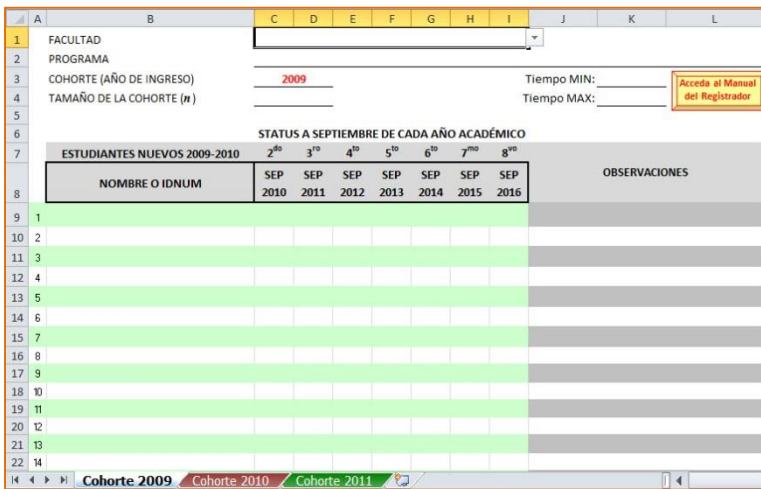 A B C D E F G H I J K L
1 FACULTAD
2 PROGRAMA
3 COHORTE (AÑO DE INGRESO) 2009 Tiempo MIN: Acceda al Manual
4 TAMAÑO DE LA COHORTE (n) Tiempo MAX: del Registrador
5
6 STATUS A SEPTIEMBRE DE CADA AÑO ACADÉMICO
7 ESTUDIANTES NUEVOS 2009-2010 2do 3ro 4to 5to 6to 7mo 8vo
NOMBRE O IDNUM SEP SEP SEP SEP SEP SEP SEP OBSERVACIONES
8 2010 2011 2012 2013 2014 2015 2016
9 1
10 2
11 3
12 4
13 5
14 6
15 7
16 8
17 9
18 10
19 11
20 12
21 13
22 14
Cohorte 2009 Cohorte 2010 Cohorte 2011